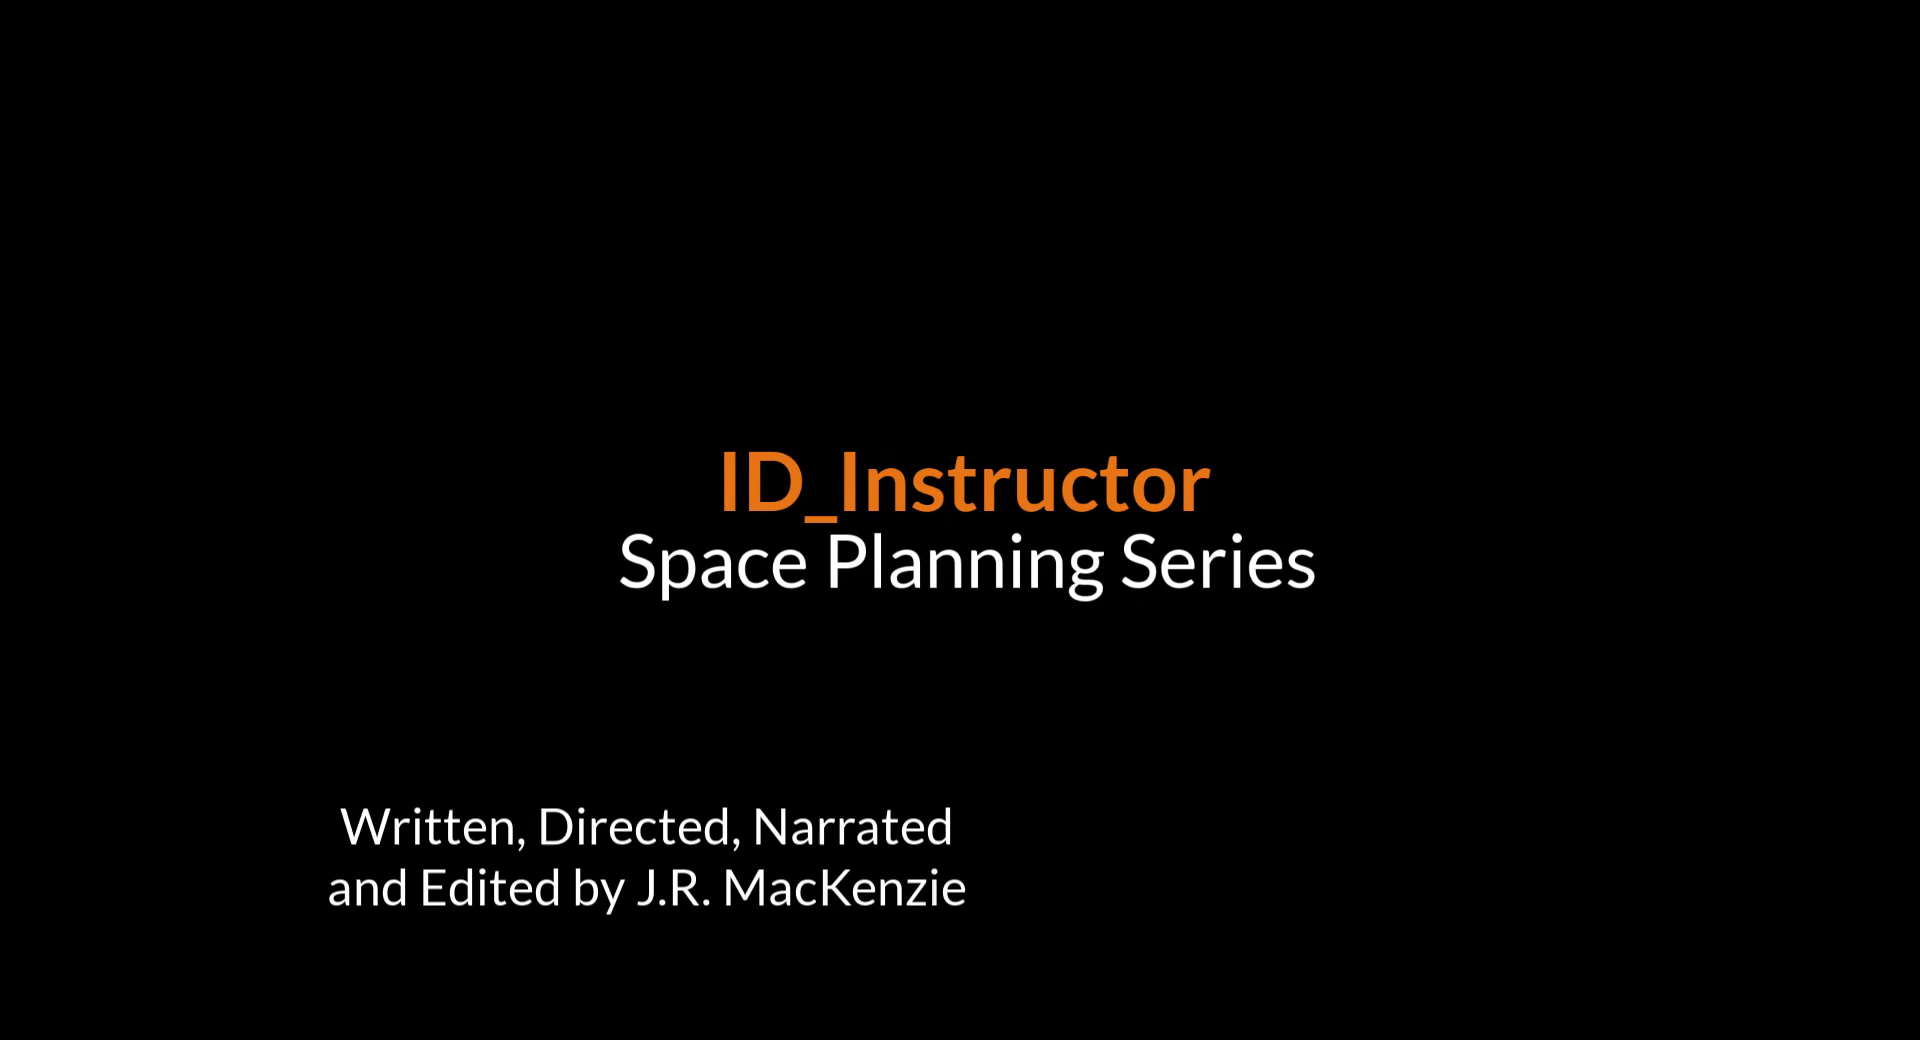 ID_Instructor
Space Planning Series
Written, Directed, Narrated
and Edited by J.R. MacKenzie